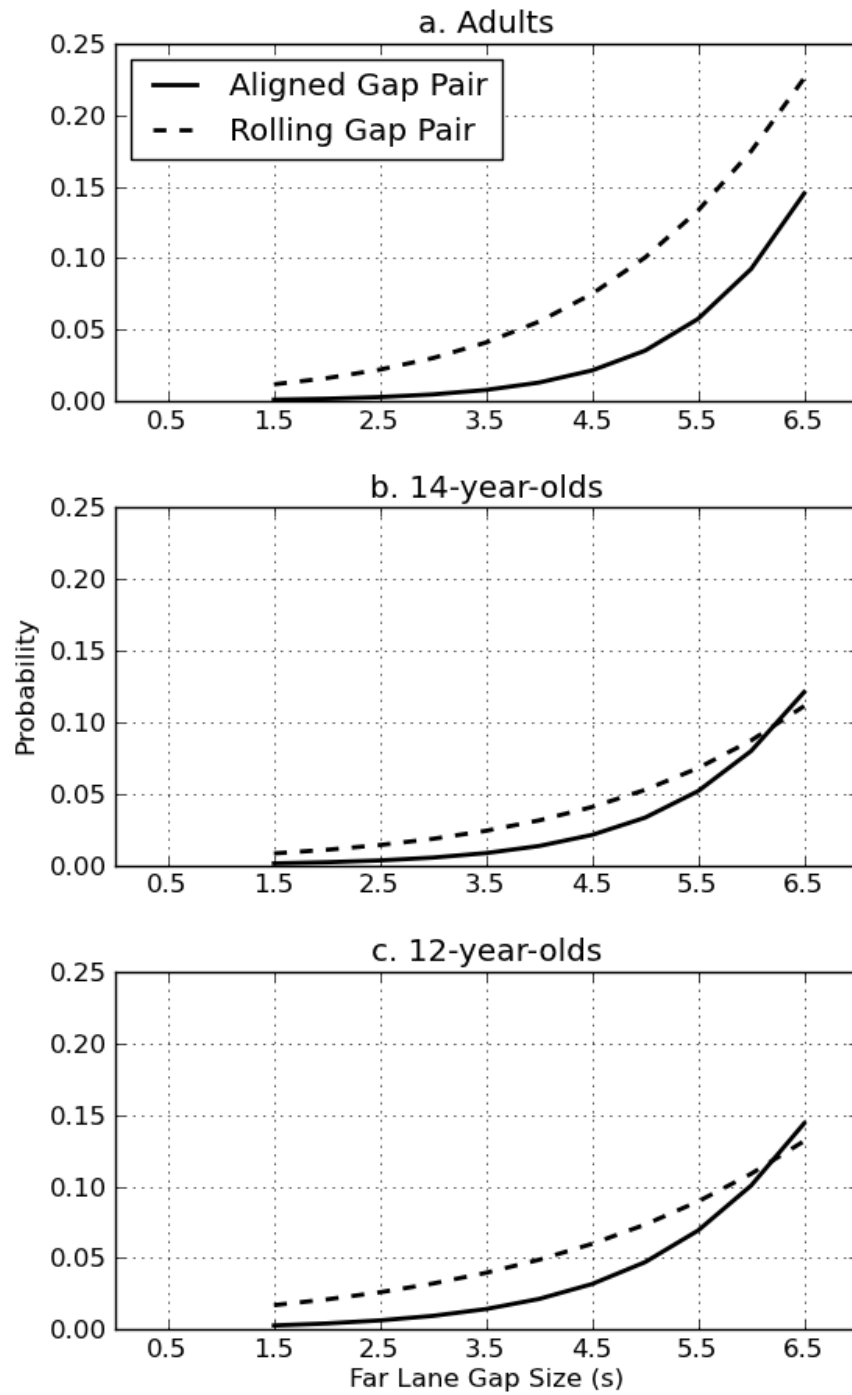 a. Adults
0.25
Aligned Gap Pair
Rolling Gap Pair
0.20
0.15
0.10
0.05
0.00
0.5 1.5 2.5 3.5 4.5 5.5 6.5
b. 14-year-olds
0.25
0.20
0.15
0.10
0.05
0.00
0.5 1.5 2.5 3.5 4.5 5.5 6.5
Probability
c. 12-year-olds
0.25
0.20
0.15
0.10
0.05
0.00
0.5 1.5 2.5 3.5 4.5 5.5 6.5
Far Lane Gap Size (s)